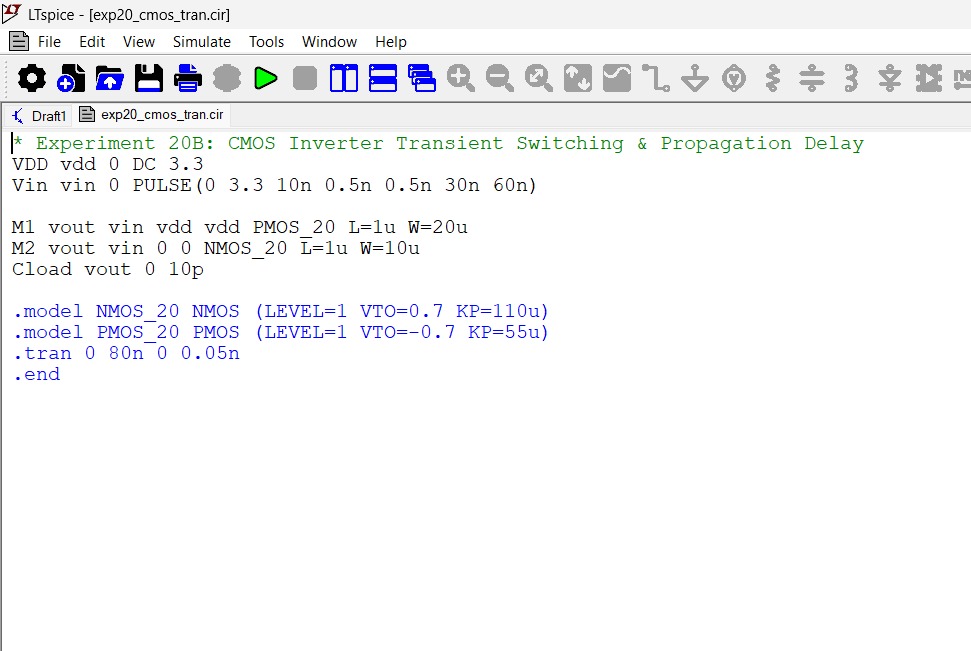 LTspice - [exp20_cmos_tran.cir]
File Edit View Simulate Tools Window Help
Draft1 exp20_cmos_tran.cir
* Experiment 20B: CMOS Inverter Transient Switching & Propagation Delay
VDD vdd 0 DC 3.3
Vin vin 0 PULSE(0 3.3 10n 0.5n 0.5n 30n 60n)
M1 vout vin vdd vdd PMOS_20 L=1u W=20u
M2 vout vin 0 0 NMOS_20 L=1u W=10u
Cload vout 0 10p
.model NMOS_20 NMOS (LEVEL=1 VTO=0.7 KP=110u)
.model PMOS_20 PMOS (LEVEL=1 VTO=-0.7 KP=55u)
.tran 0 80n 0 0.05n
.end